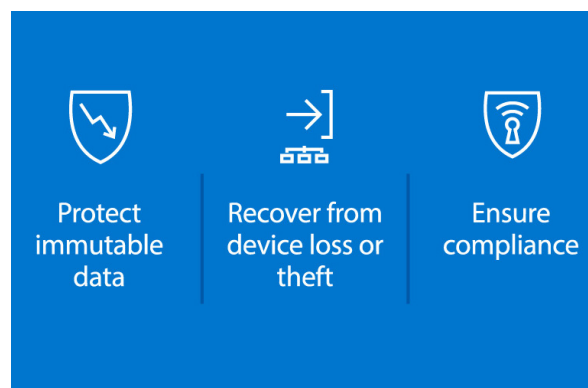 Protect
immutable
data
Recover from
device loss or
theft
Ensure
compliance